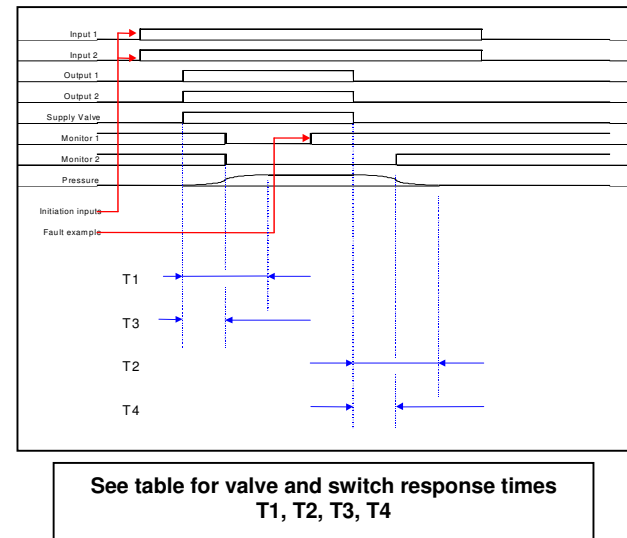 Input 1
Input 2
Output 1
Output 2
Supply Valve
Monitor 1
Monitor 2
Pressure
Initiation inputs
Fault example
T1
T3
T2
T4
See table for valve and switch response times
T1, T2, T3, T4